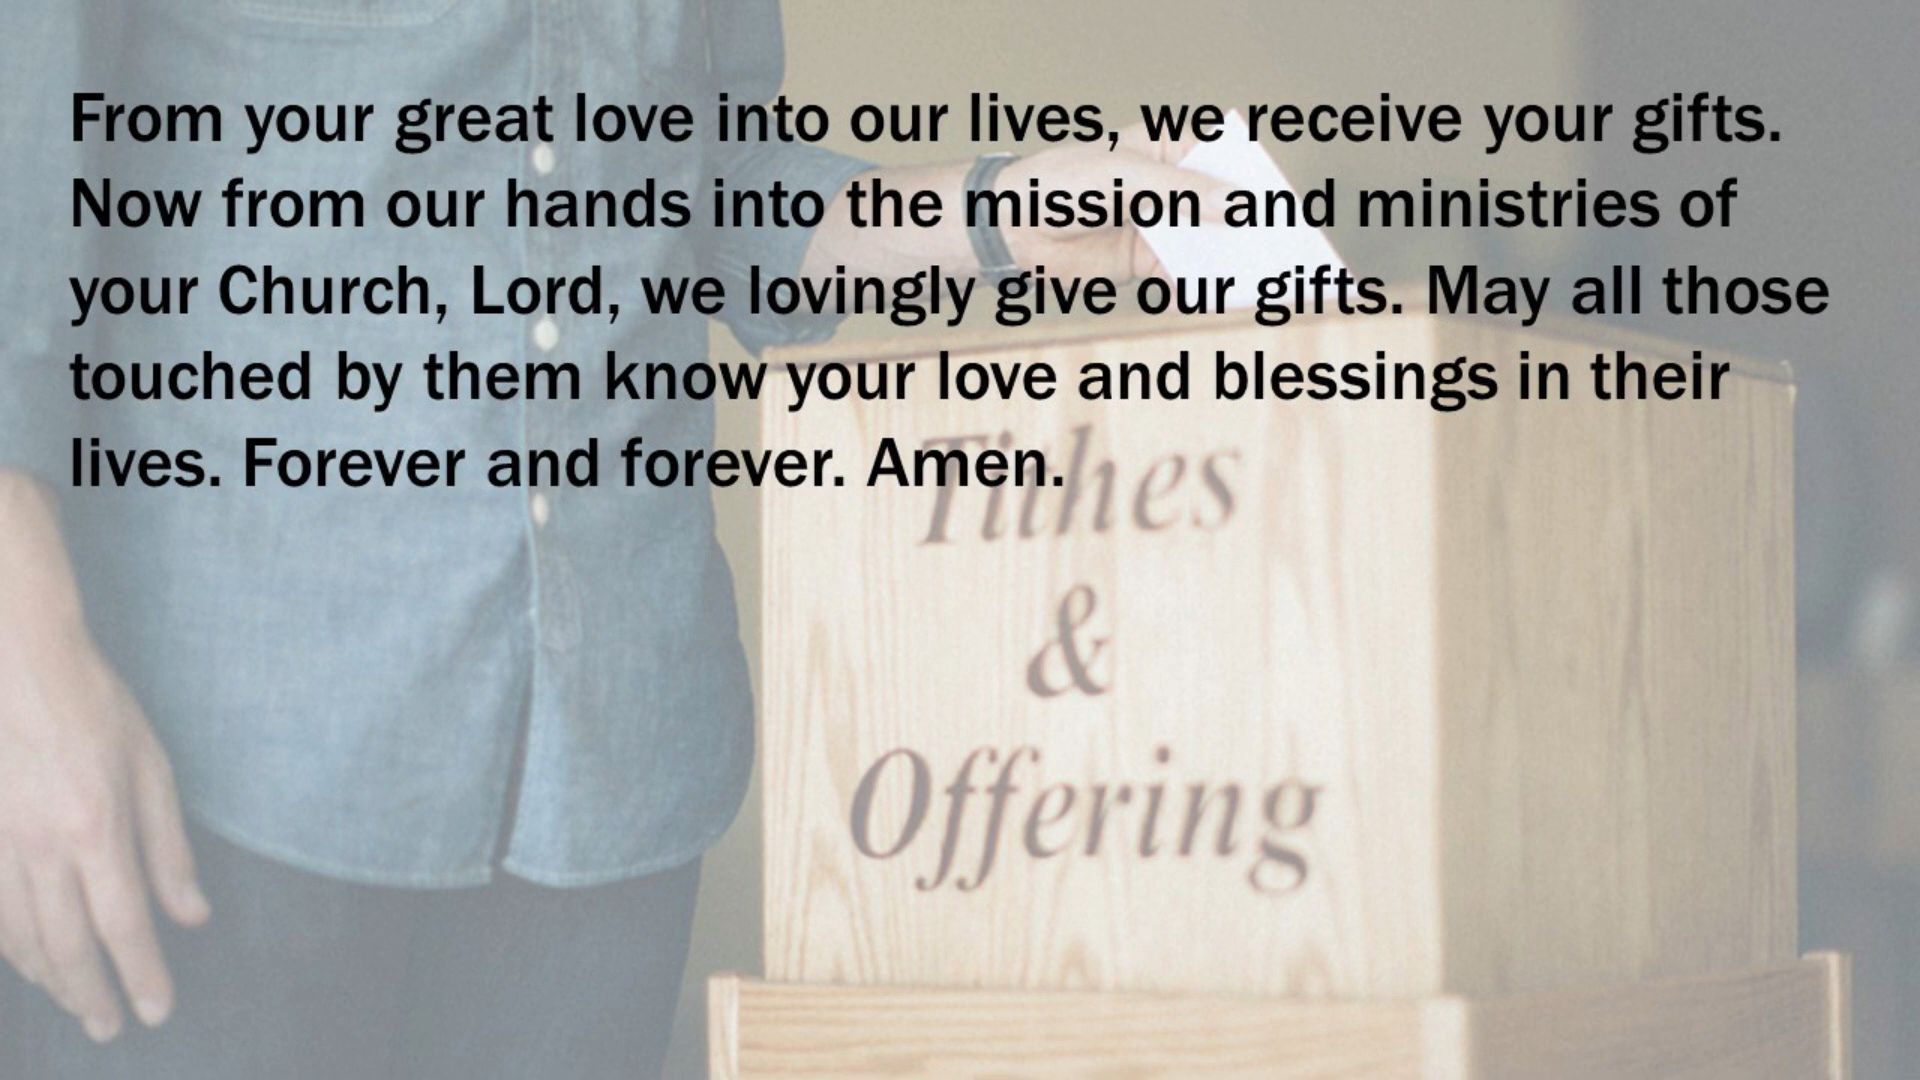 From your great love into our lives, we receive your gifts.
Now from our hands into the mission and ministries of
your Church, Lord, we lovingly give our gifts. May all those
touched by them know your love and blessings in their
lives. Forever and forever. Amen.
Tithes
&
Offering